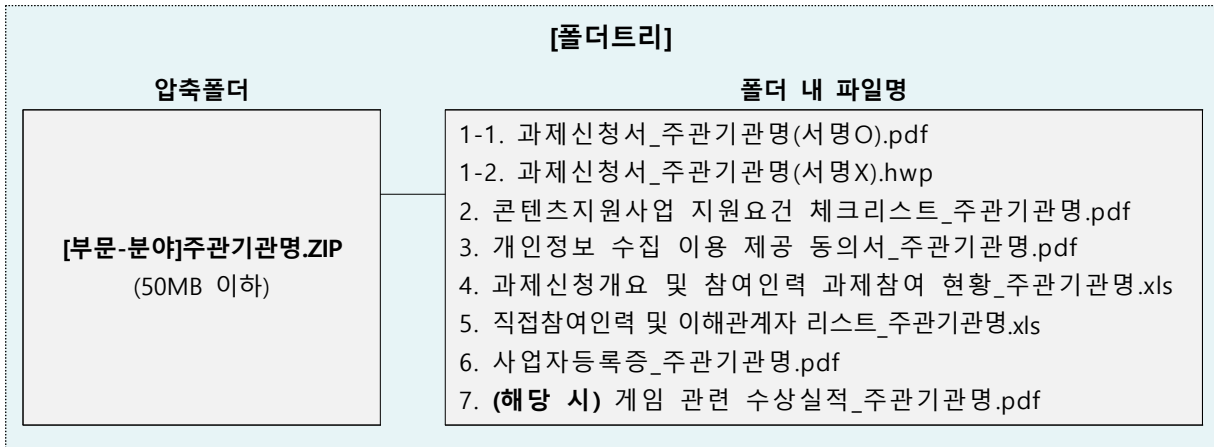 [폴더트리]
압축폴더
폴더 내 파일명
[부문-분야]주관기관명.ZIP
(50MB 이하)
1-1. 과제신청서_주관기관명(서명O).pdf
1-2. 과제신청서_주관기관명(서명X).hwp
2. 콘텐츠지원사업 지원요건 체크리스트_주관기관명.pdf
3. 개인정보 수집 이용 제공 동의서_주관기관명.pdf
4. 과제신청개요 및 참여인력 과제참여 현황_주관기관명.xls
5. 직접참여인력 및 이해관계자 리스트_주관기관명.xls
6. 사업자등록증_주관기관명.pdf
7. (해당 시) 게임 관련 수상실적_주관기관명.pdf